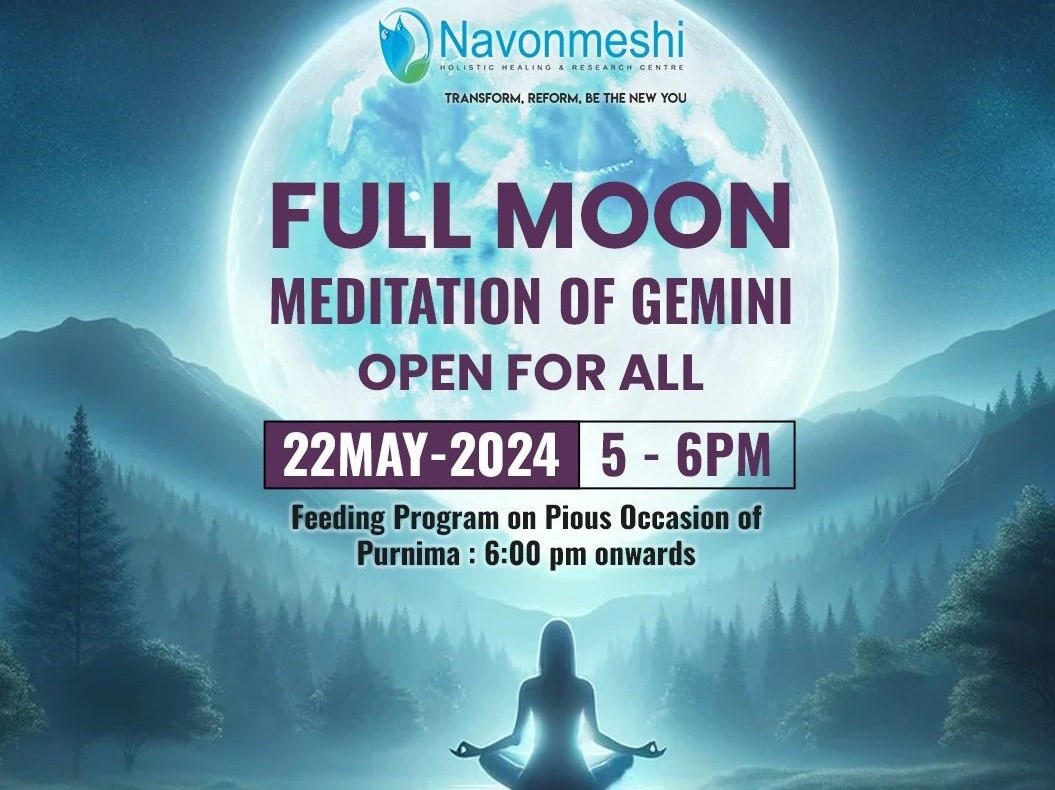 Navonmeshi
HOLISTIC HEALING & RESEARCH CENTRE
TRANSFORM, REFORM, BE THE NEW YOU
FULL MOON
MEDITATION OF GEMINI
OPEN FOR ALL
22MAY-2024 5 - 6PM
Feeding Program on Pious Occasion of
Purnima : 6:00 pm onwards